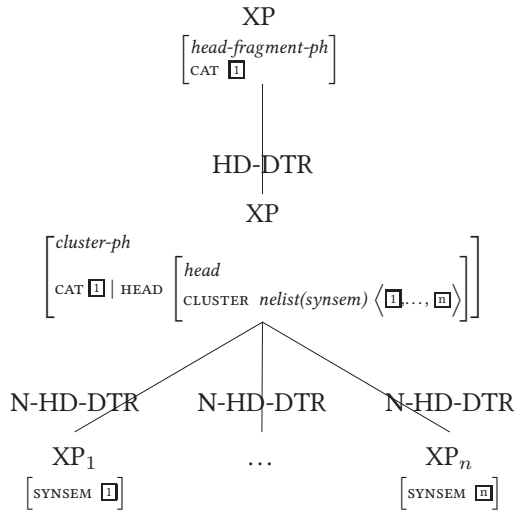 XP
[head-fragment-ph
CAT 1]
HD-DTR
XP
[cluster-ph
CAT 1 | HEAD [head
CLUSTER nelist(synsem) ⟨1,..., n⟩]]
N-HD-DTR N-HD-DTR N-HD-DTR
XP₁ ... XPₙ
[SYNSEM 1] [SYNSEM n]